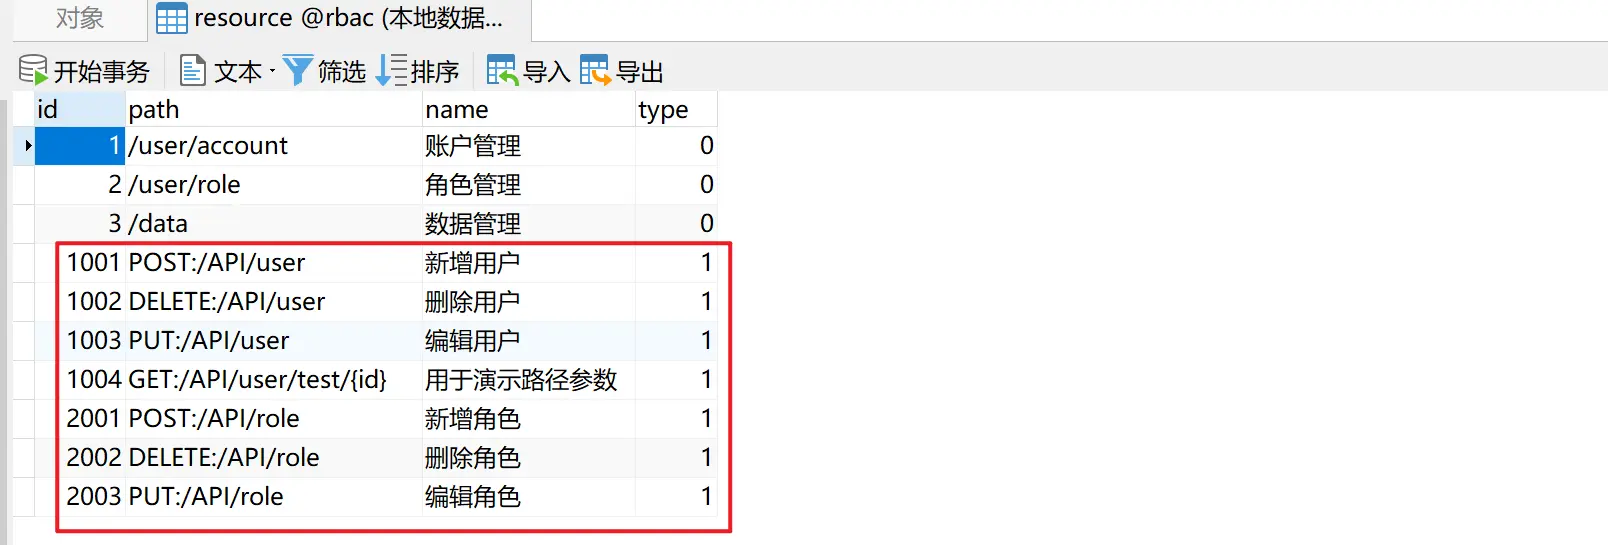 对象 resource @rbac (本地数据...
开始事务 文本 筛选 排序 导入 导出
id path name type
1 /user/account 账户管理 0
2 /user/role 角色管理 0
3 /data 数据管理 0
1001 POST:/API/user 新增用户 1
1002 DELETE:/API/user 删除用户 1
1003 PUT:/API/user 编辑用户 1
1004 GET:/API/user/test/{id} 用于演示路径参数 1
2001 POST:/API/role 新增角色 1
2002 DELETE:/API/role 删除角色 1
2003 PUT:/API/role 编辑角色 1